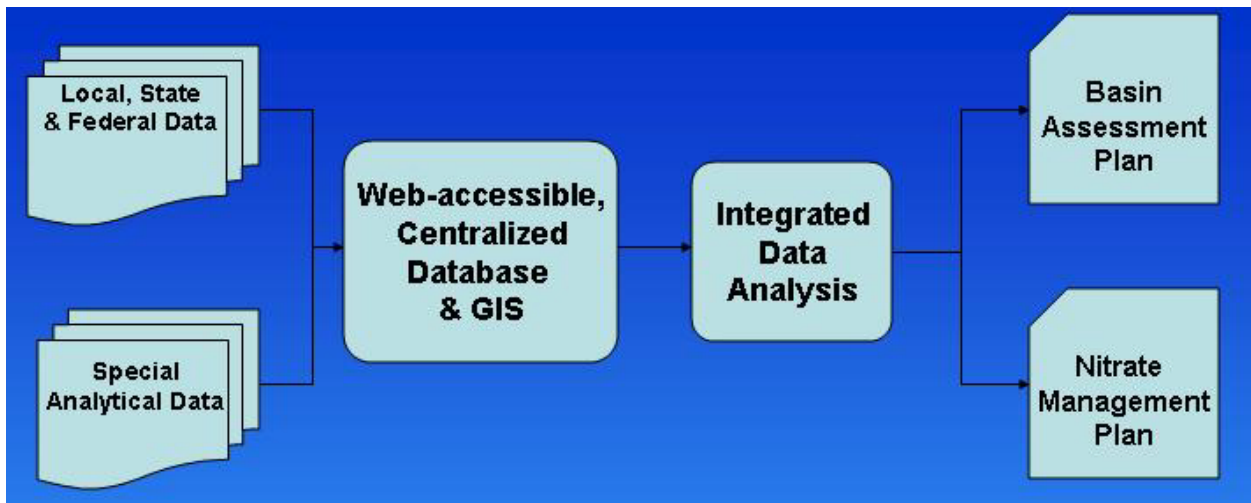 Local, State
& Federal Data
Special
Analytical Data
Web-accessible,
Centralized
Database
& GIS
Integrated
Data
Analysis
Basin
Assessment
Plan
Nitrate
Management
Plan